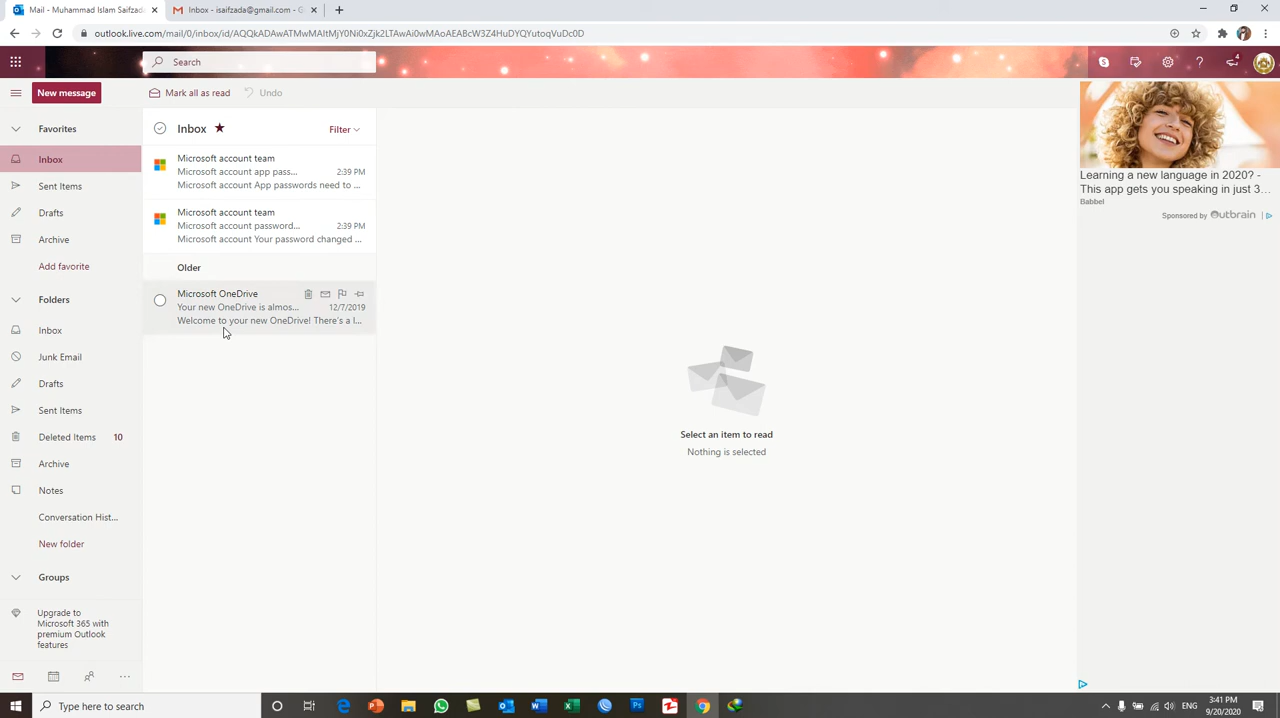 Mail - Muhammad Islam Saifzada
Inbox - isaifzada@gmail.com - G
outlook.live.com/mail/0/inbox/id/AQQkADAwATMwMAItMjY0Ni0xZjk2LTAwAi0wMAoAEABcW3Z4HuDYQYutoqVuDc0D
Search
New message
Mark all as read
Undo
Favorites
Inbox
Sent Items
Drafts
Archive
Add favorite
Folders
Inbox
Junk Email
Drafts
Sent Items
Deleted Items 10
Archive
Notes
Conversation Hist...
New folder
Groups
Upgrade to
Microsoft 365 with
premium Outlook
features
Inbox
Filter
Microsoft account team
Microsoft account app pass... 2:39 PM
Microsoft account App passwords need to ...
Microsoft account team
Microsoft account password... 2:39 PM
Microsoft account Your password changed ...
Older
Microsoft OneDrive
Your new OneDrive is almos... 12/7/2019
Welcome to your new OneDrive! There's a l...
Select an item to read
Nothing is selected
Learning a new language in 2020? -
This app gets you speaking in just 3...
Babbel
Sponsored by Outbrain
Type here to search
ENG
3:41 PM
9/20/2020